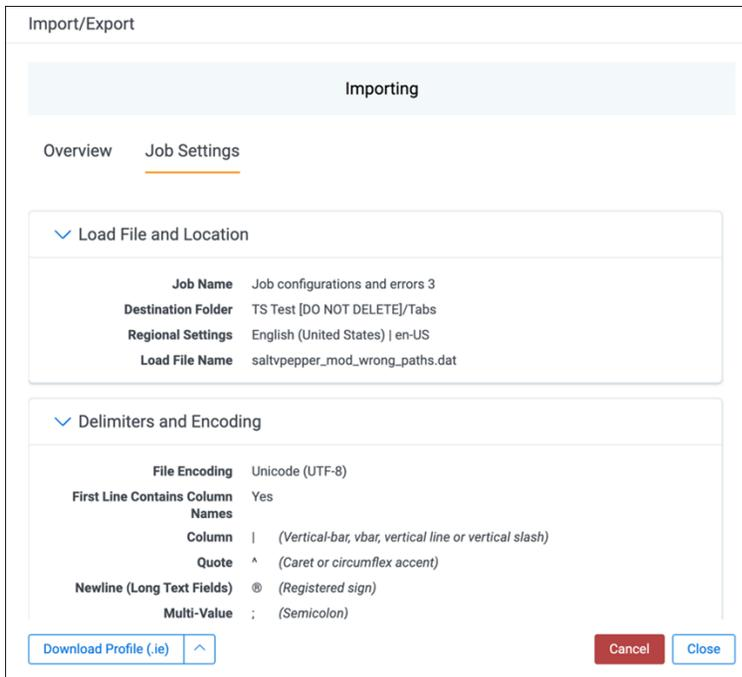 Import/Export
Importing
Overview Job Settings
Load File and Location
Job Name Job configurations and errors 3
Destination Folder TS Test [DO NOT DELETE]/Tabs
Regional Settings English (United States) | en-US
Load File Name saltvpepper_mod_wrong_paths.dat
Delimiters and Encoding
File Encoding Unicode (UTF-8)
First Line Contains Column Yes
Names
Column | (Vertical-bar, vbar, vertical line or vertical slash)
Quote ^ (Caret or circumflex accent)
Newline (Long Text Fields) ® (Registered sign)
Multi-Value ; (Semicolon)
Download Profile (.ie) Cancel Close